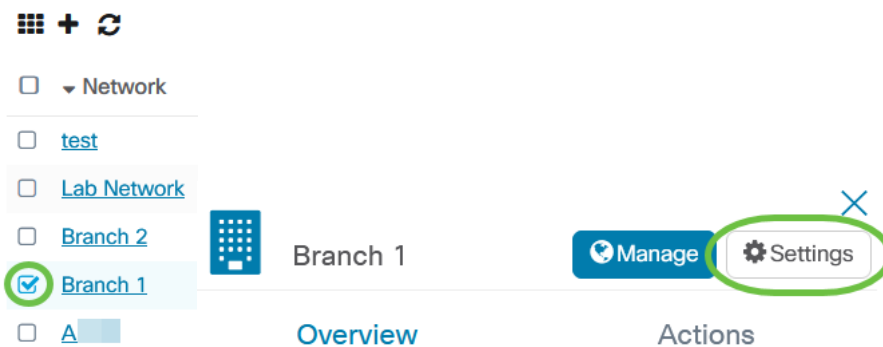 Network
test
Lab Network
Branch 2
Branch 1
A
Branch 1 Manage Settings
Overview Actions